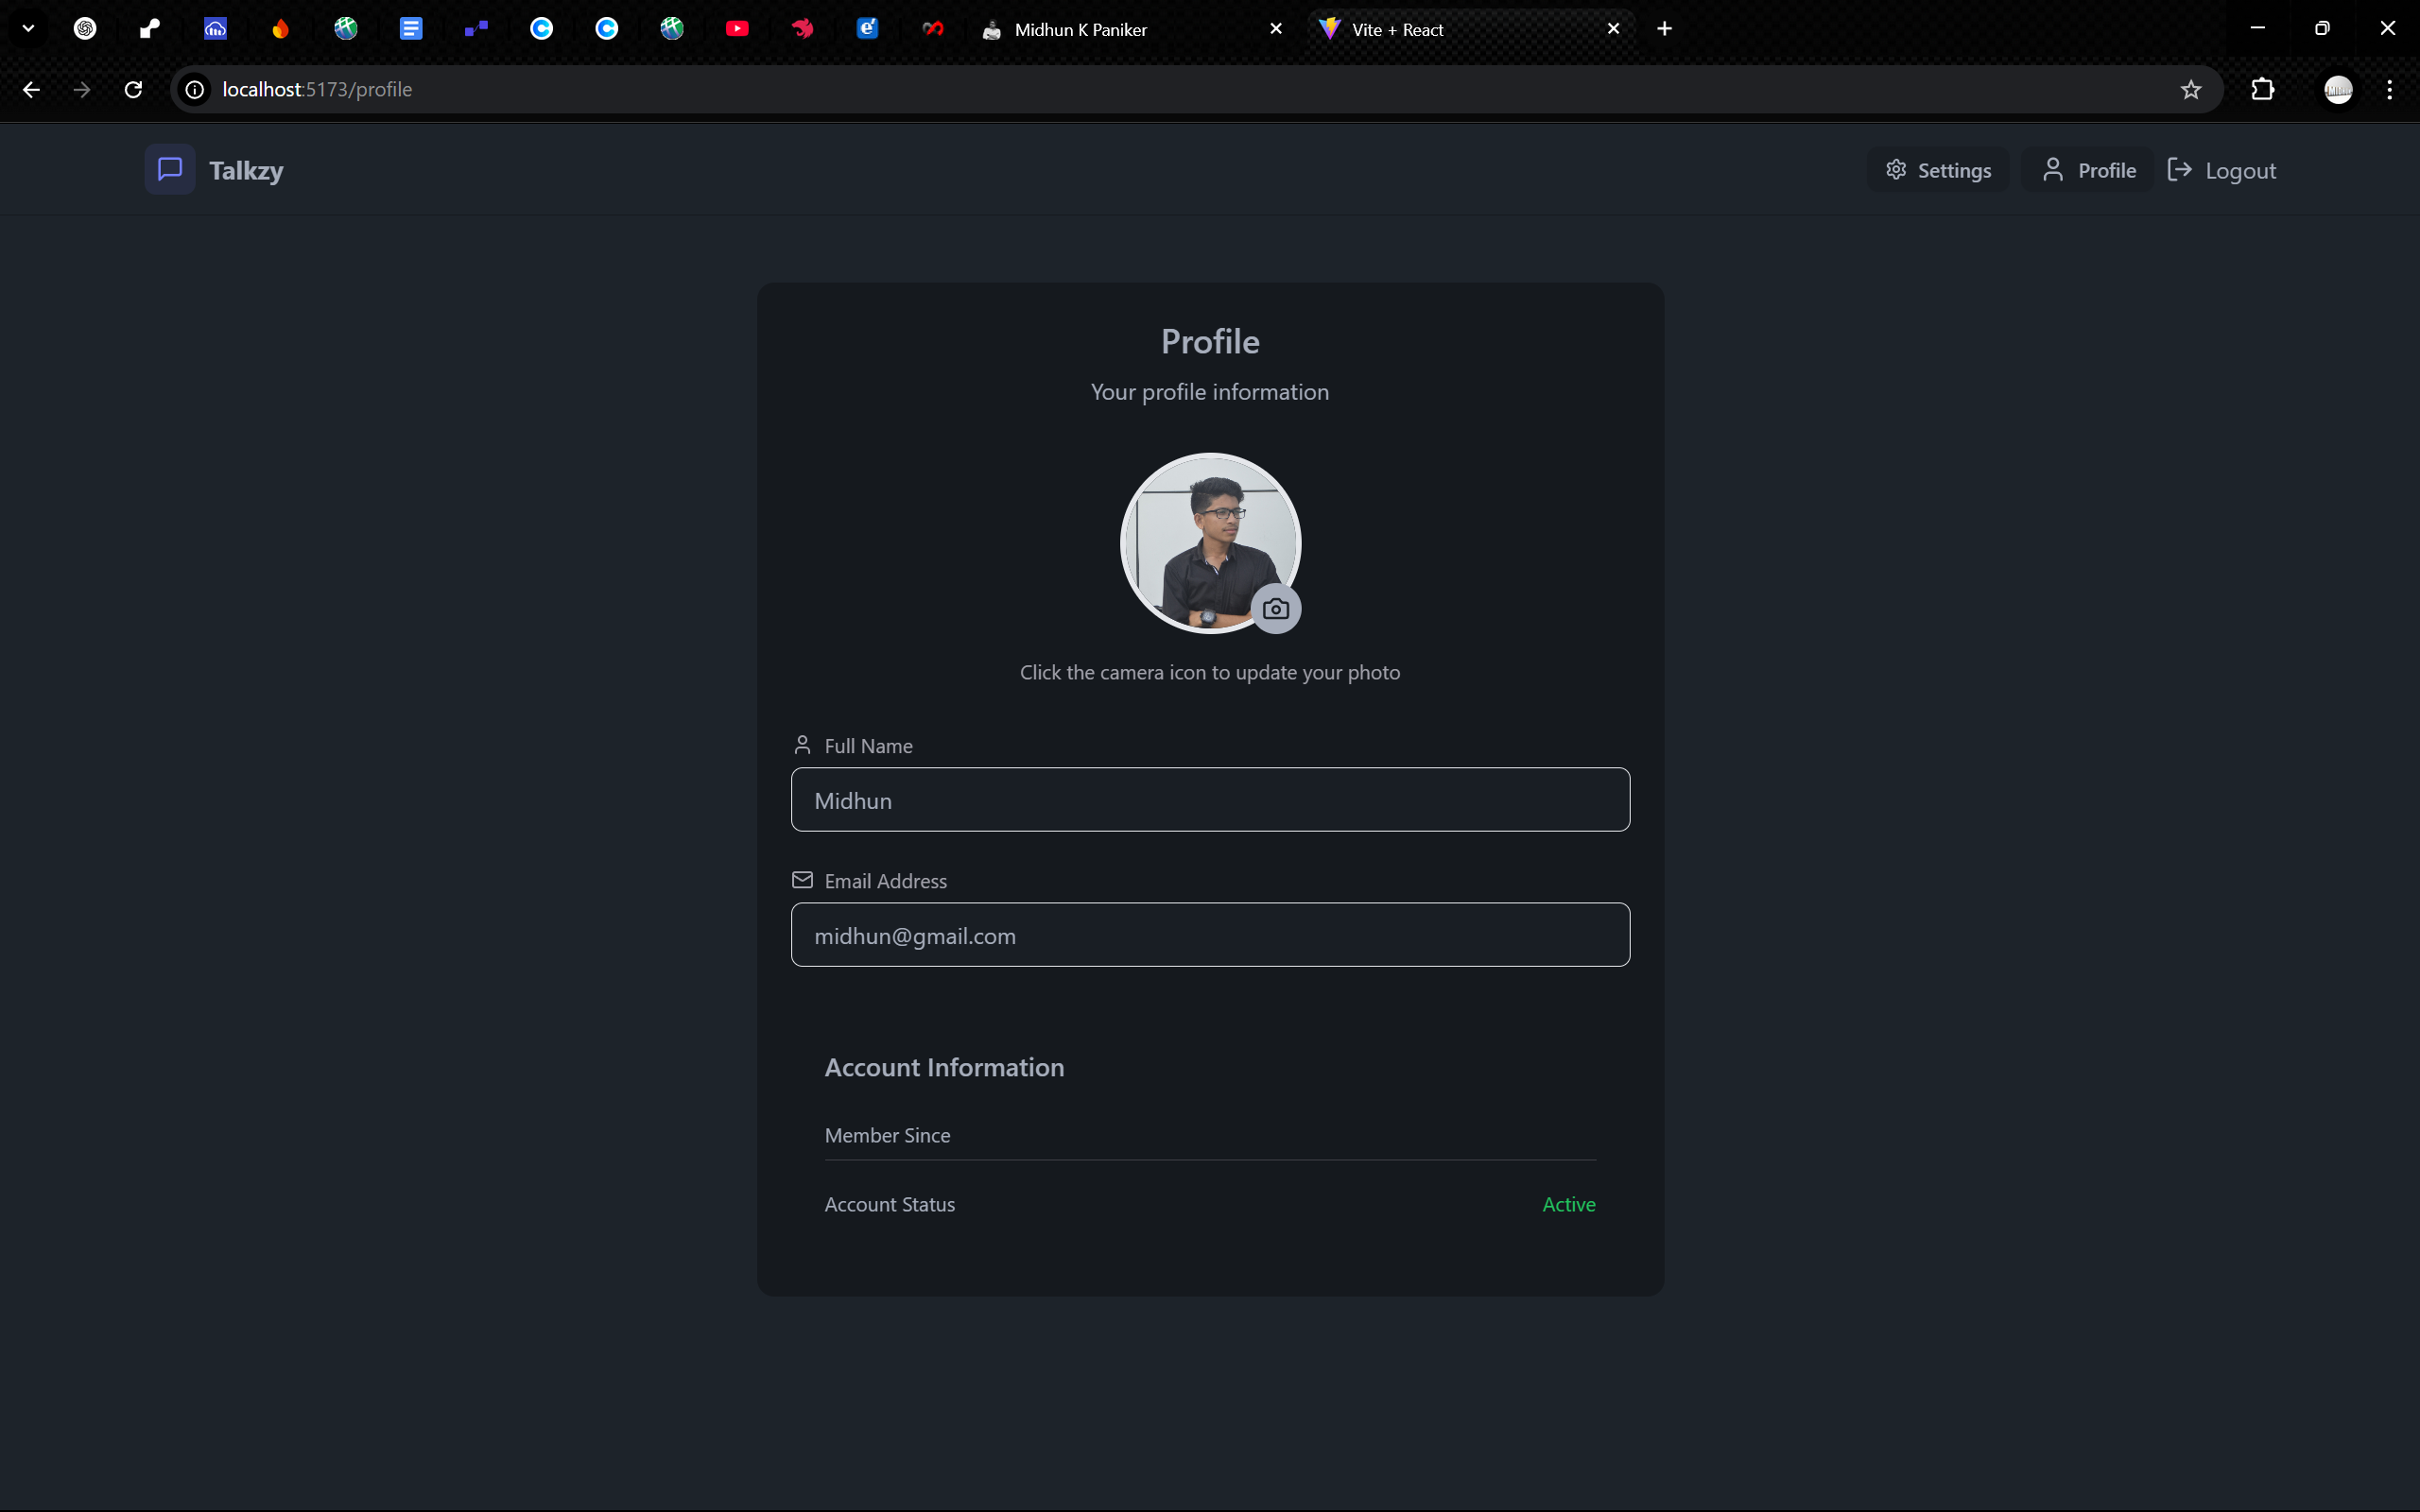 Midhun K Paniker
Vite + React
localhost:5173/profile
Talkzy
Settings
Profile
Logout
Profile
Your profile information
Click the camera icon to update your photo
Full Name
Midhun
Email Address
midhun@gmail.com
Account Information
Member Since
Account Status
Active